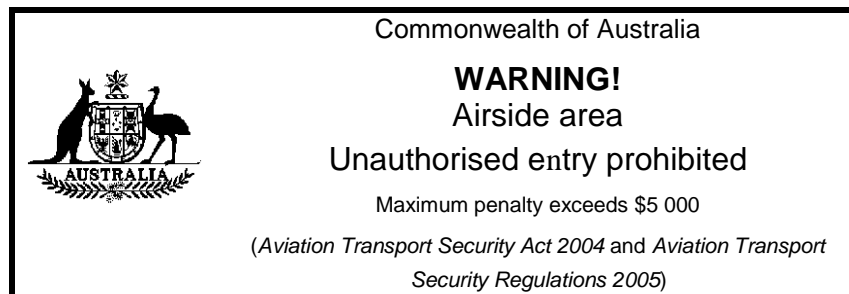 Commonwealth of Australia
WARNING!
Airside area
Unauthorised entry prohibited
Maximum penalty exceeds $5 000
(Aviation Transport Security Act 2004 and Aviation Transport
Security Regulations 2005)
AUSTRALIA